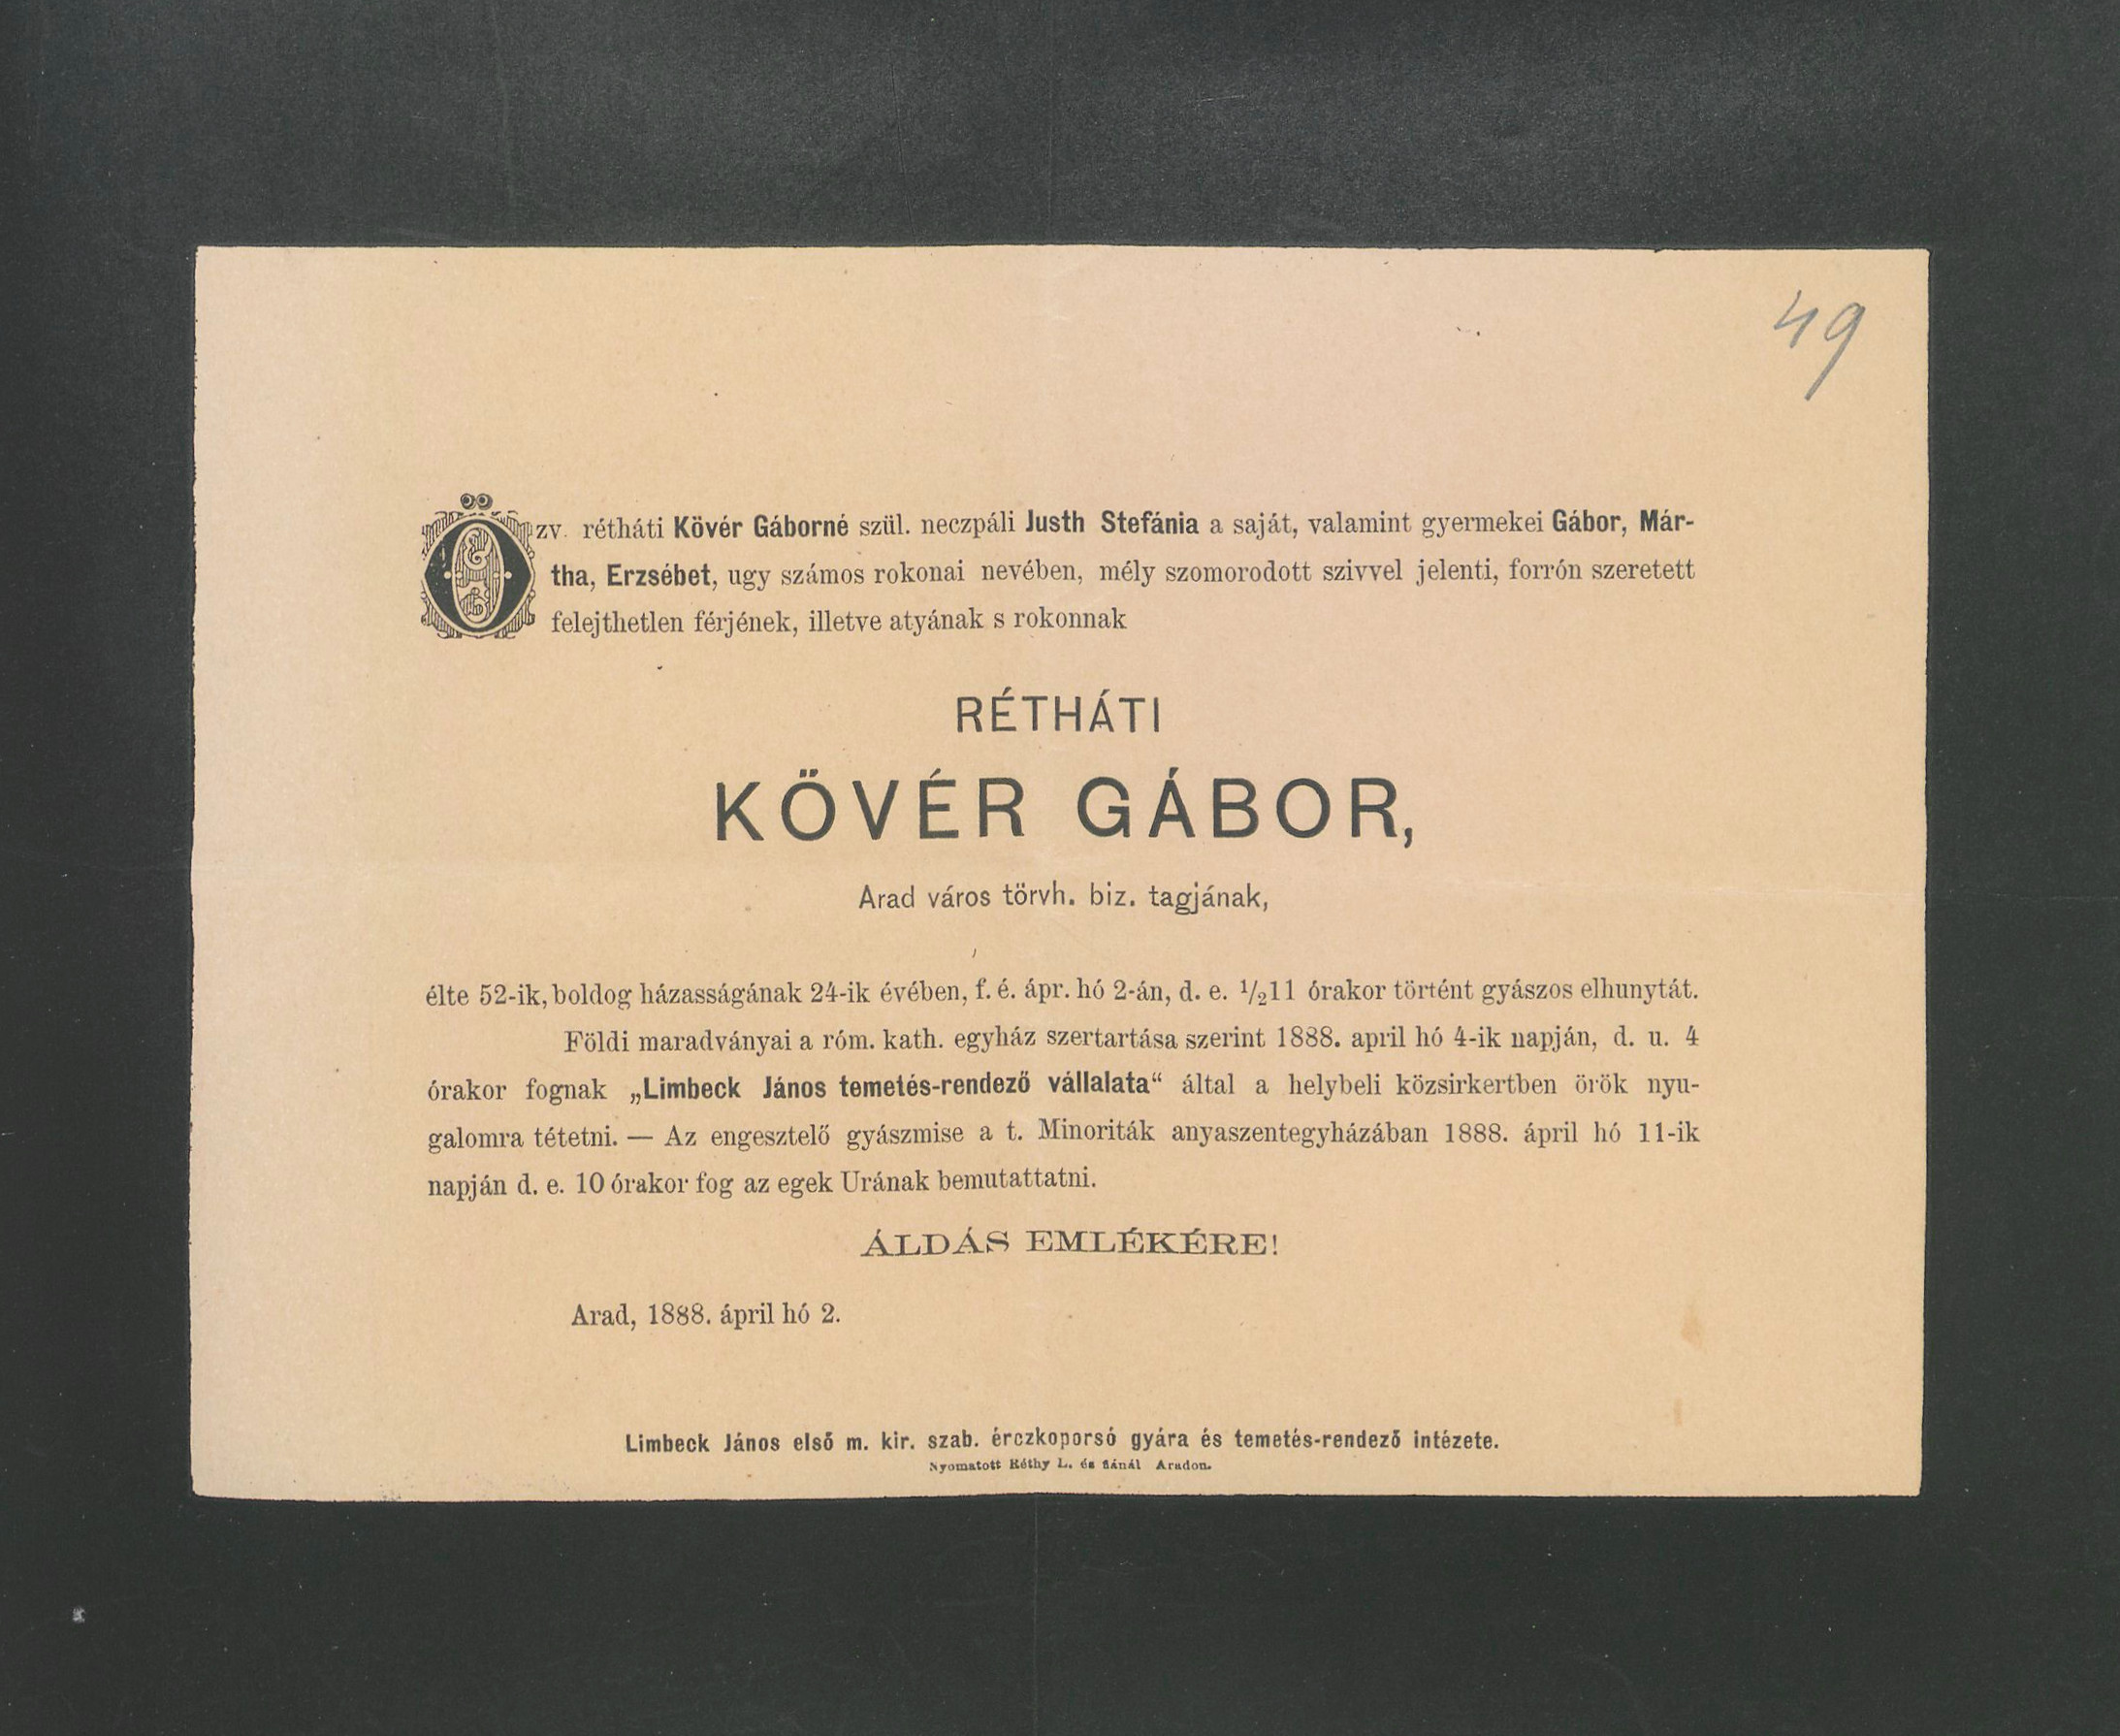 49
Özv. rétháti Kövér Gáborné szül. neczpáli Justh Stefánia a saját, valamint gyermekei Gábor, Már-
tha, Erzsébet, ugy számos rokonai nevében, mély szomorodott szivvel jelenti, forrón szeretett
felejthetlen férjének, illetve atyának s rokonnak
RÉTHÁTI
KÖVÉR GÁBOR,
Arad város törvh. biz. tagjának,
élte 52-ik, boldog házasságának 24-ik évében, f. é. ápr. hó 2-án, d. e. ½11 órakor történt gyászos elhunytát.
Földi maradványai a róm. kath. egyház szertartása szerint 1888. april hó 4-ik napján, d. u. 4
órakor fognak „Limbeck János temetés-rendező vállalata“ által a helybeli közsirkertben örök nyu-
galomra tétetni. — Az engesztelő gyászmise a t. Minoriták anyaszentegyházában 1888. április hó 11-ik
napján d. e. 10 órakor fog az egek Urának bemutattatni.
ÁLDÁS EMLÉKÉRE!
Arad, 1888. április hó 2.
Limbeck János első m. kir. szab. érczkoporsó gyára és temetés-rendező intézete.
Nyomatott Réthy L. és fiánál Aradon.